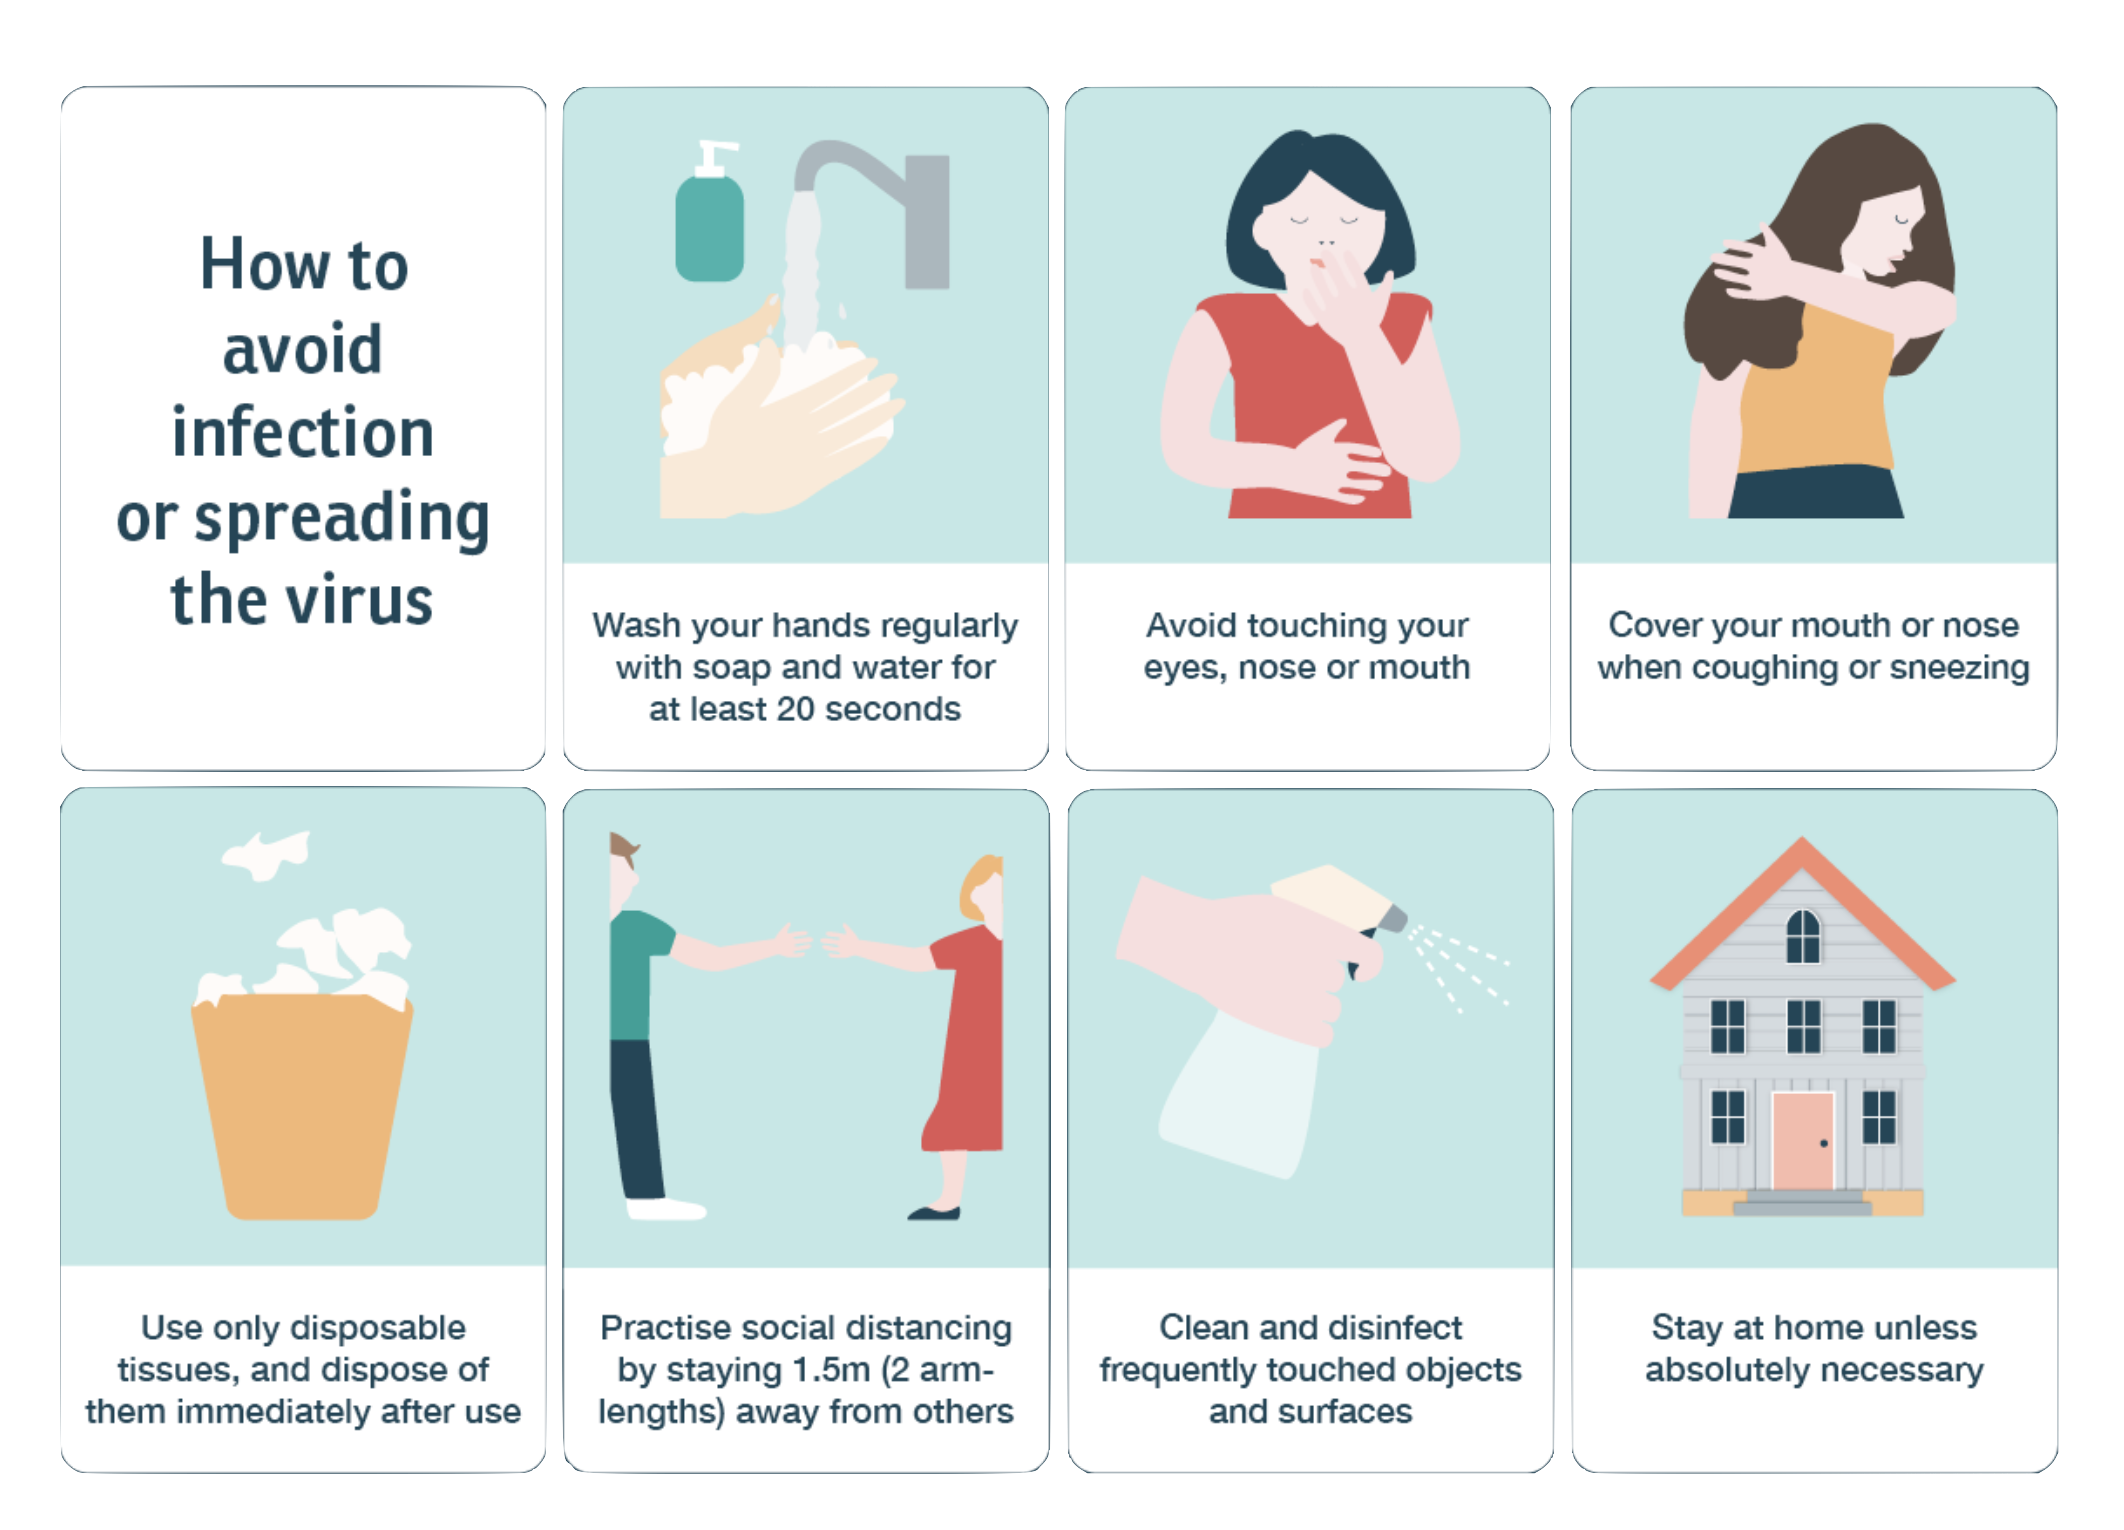 How to
avoid
infection
or spreading
the virus
Wash your hands regularly
with soap and water for
at least 20 seconds
Avoid touching your
eyes, nose or mouth
Cover your mouth or nose
when coughing or sneezing
Use only disposable
tissues, and dispose of
them immediately after use
Practise social distancing
by staying 1.5m (2 arm-
lengths) away from others
Clean and disinfect
frequently touched objects
and surfaces
Stay at home unless
absolutely necessary